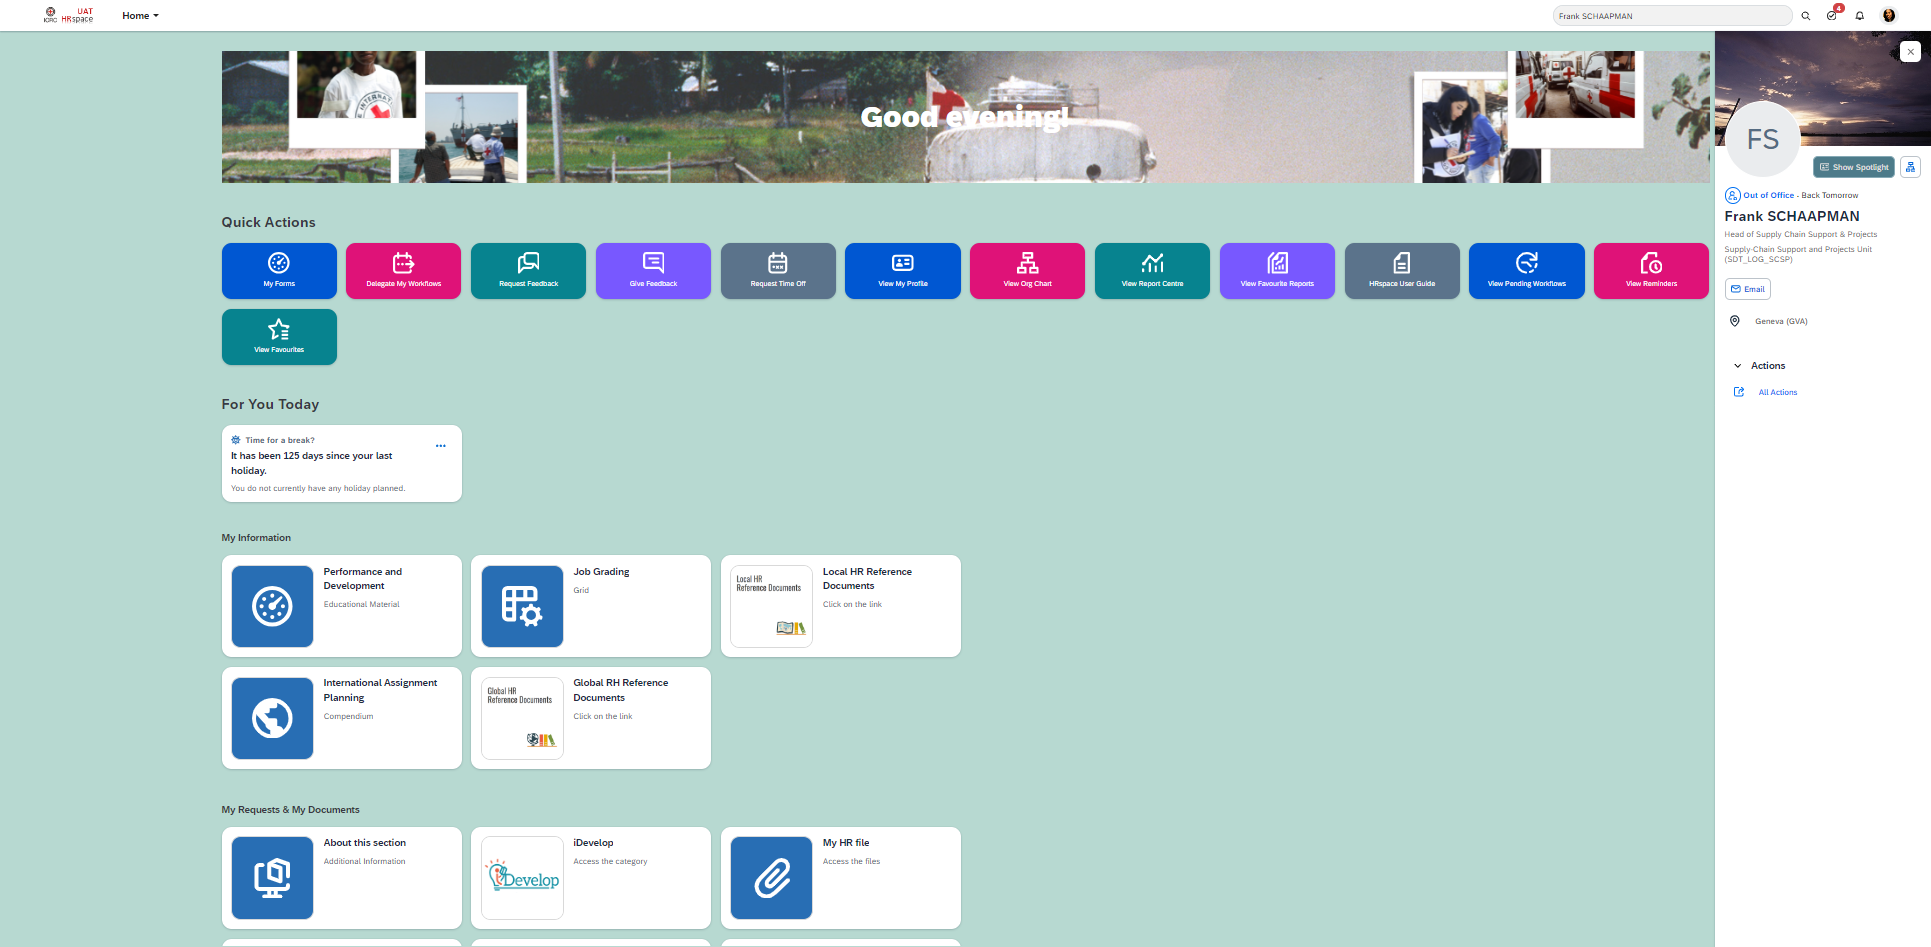 ICRC
UAT
HRspace
Home
Frank SCHAAPMAN
4
Good evening!
FS
Show Spotlight
Out of Office - Back Tomorrow
Frank SCHAAPMAN
Head of Supply Chain Support & Projects
Supply-Chain Support and Projects Unit
(SDT_LOG_SCSP)
Email
Geneva (GVA)
Actions
All Actions
Quick Actions
My Forms
Delegate My Workflows
Request Feedback
Give Feedback
Request Time Off
View My Profile
View Org Chart
View Report Centre
View Favourite Reports
HRspace User Guide
View Pending Workflows
View Reminders
View Favourites
For You Today
Time for a break?
It has been 125 days since your last
holiday.
You do not currently have any holiday planned.
My Information
Performance and
Development
Educational Material
Job Grading
Grid
Local HR
Reference Documents
Local HR Reference
Documents
Click on the link
International Assignment
Planning
Compendium
Global HR
Reference Documents
Global RH Reference
Documents
Click on the link
My Requests & My Documents
About this section
Additional Information
iDevelop
iDevelop
Access the category
My HR file
Access the files